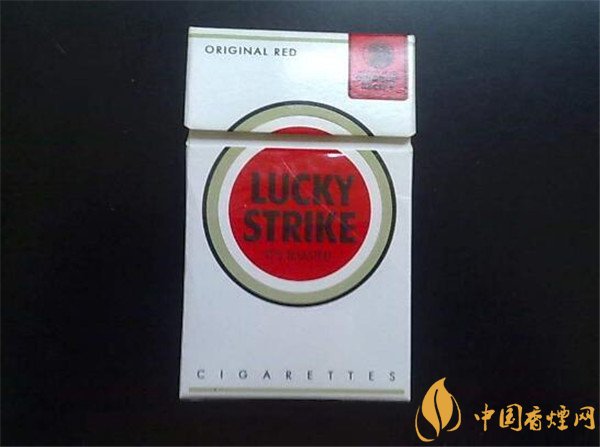 ORIGINAL RED
LUCKY
STRIKE
IT'S TOASTED
CIGARETTES
中国香烟网